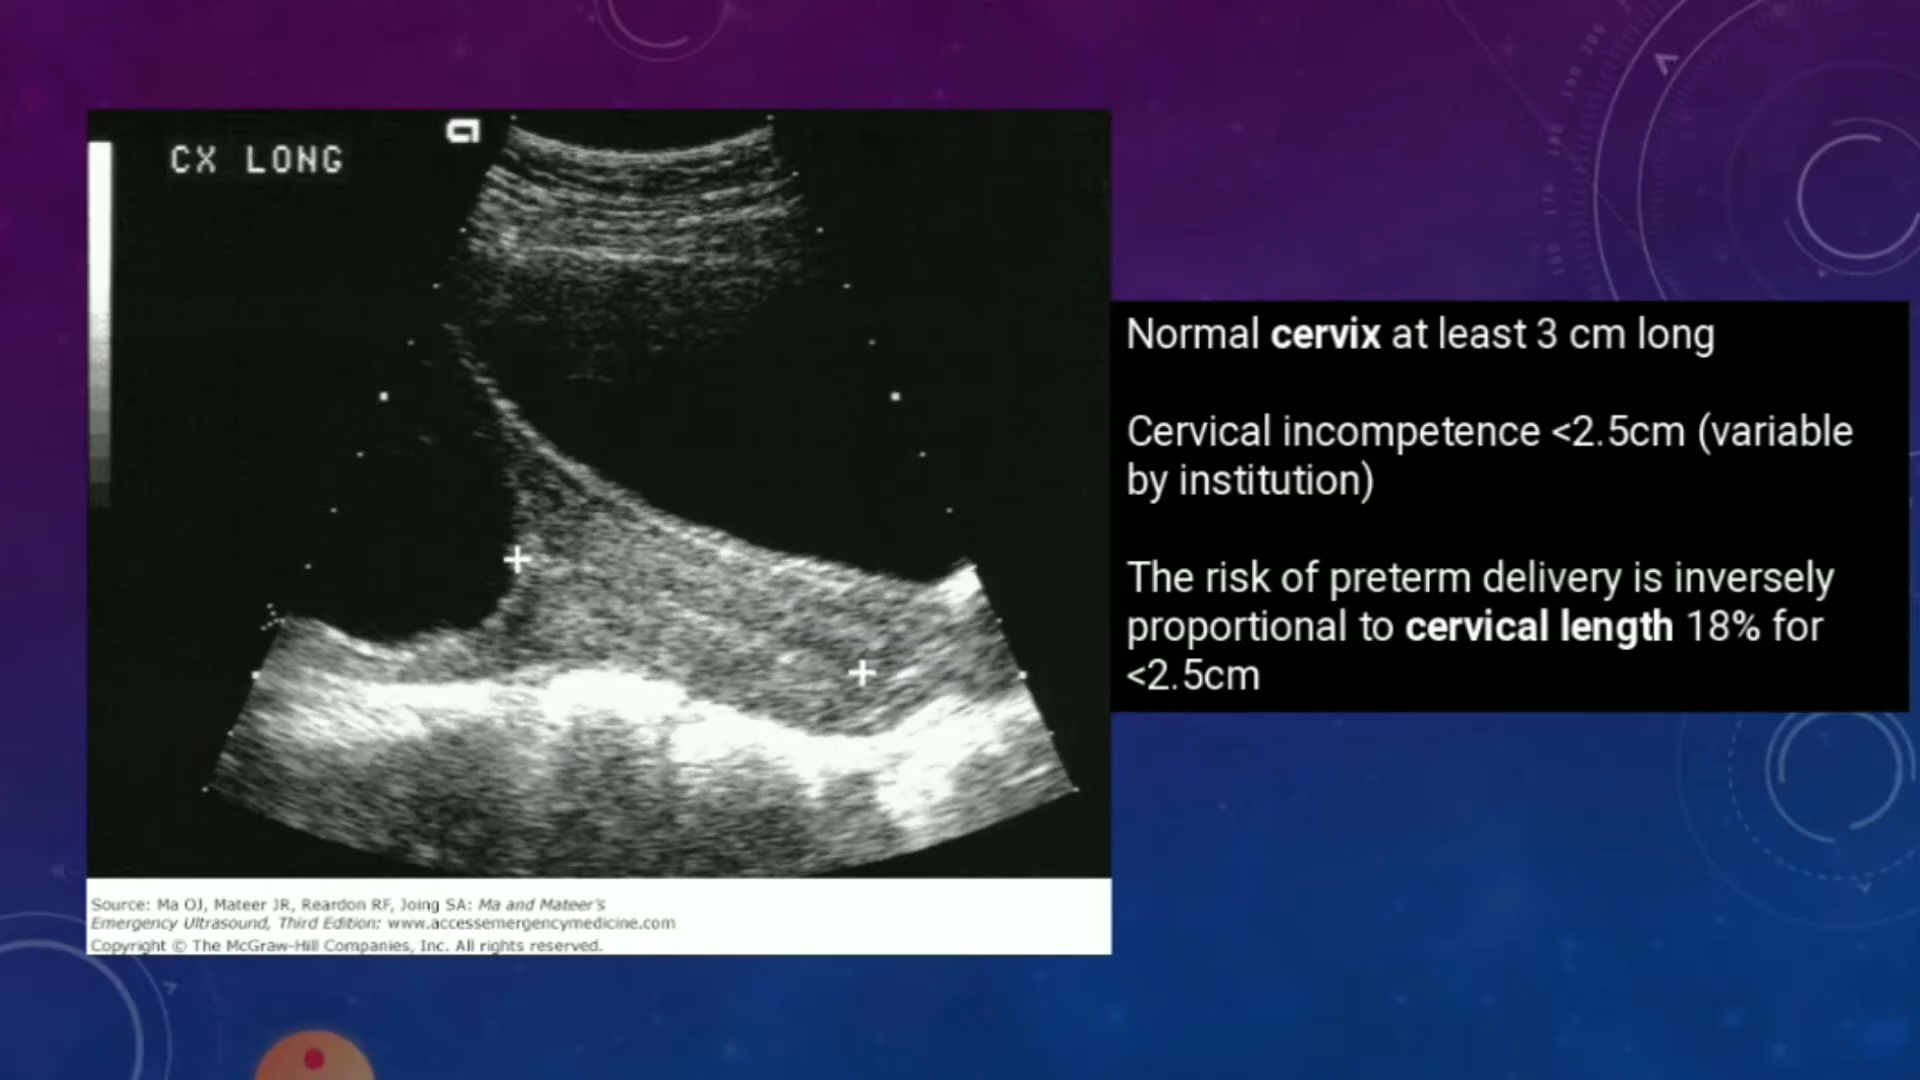 CX LONG
Normal cervix at least 3 cm long
Cervical incompetence <2.5cm (variable
by institution)
The risk of preterm delivery is inversely
proportional to cervical length 18% for
<2.5cm
Source: Ma OJ, Mateer JR, Reardon RF, Joing SA: Ma and Mateer's
Emergency Ultrasound, Third Edition: www.accessemergencymedicine.com
Copyright © The McGraw-Hill Companies, Inc. All rights reserved.